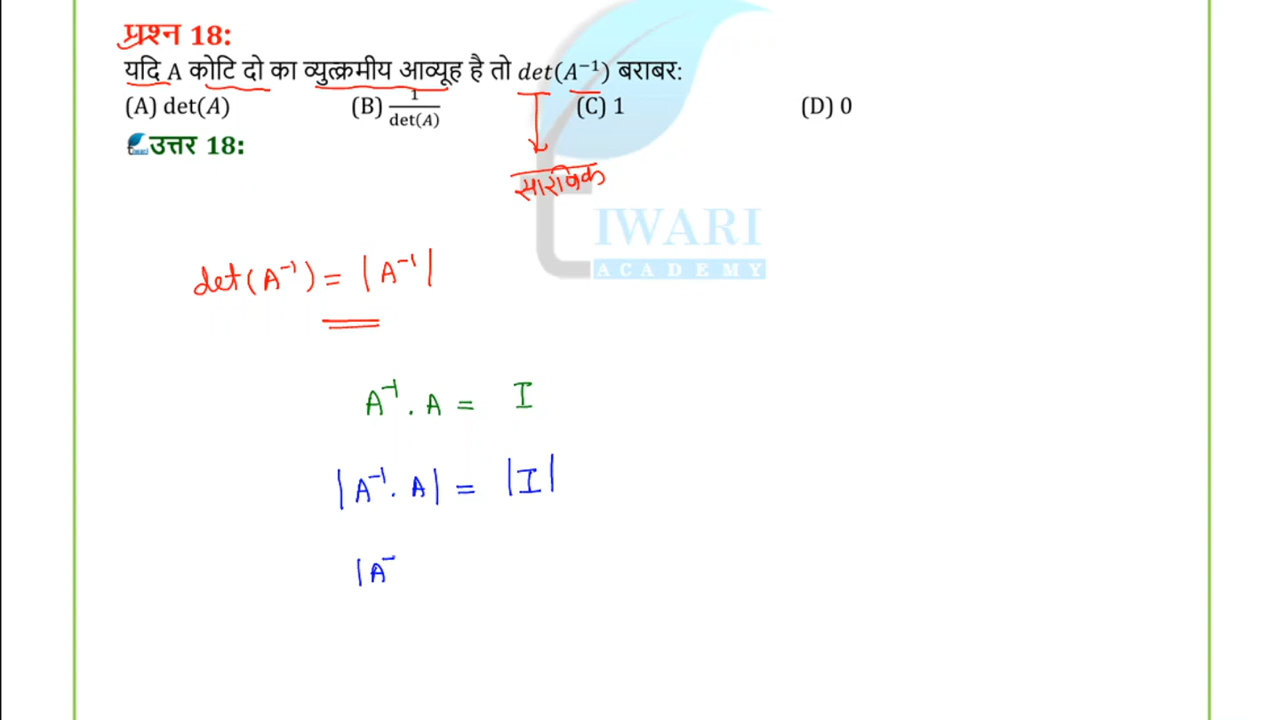 प्रश्न 18:
यदि A कोटि दो का व्युत्क्रमीय आव्यूह है तो det(A⁻¹) बराबर:
(A) det(A) (B) 1/det(A) (C) 1 (D) 0
उत्तर 18:
सारणिक
IWARI
ACADEMY
det(A⁻¹) = |A⁻¹|
A⁻¹ . A = I
|A⁻¹ . A| = |I|
|A⁻